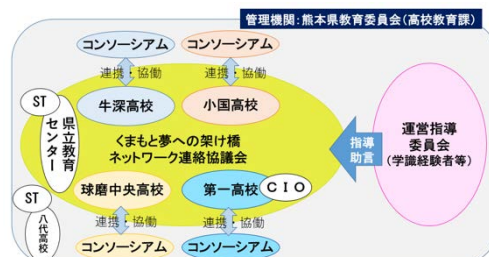 管理機関：熊本県教育委員会（高校教育課）
コンソーシアム
コンソーシアム
連携・協働
連携・協働
牛深高校
小国高校
ST
県立教育
センター
くまもと夢への架け橋
ネットワーク連絡協議会
指導
助言
運営指導
委員会
（学識経験者等）
球磨中央高校
第一高校
CIO
ST
八代高校
連携・協働
連携・協働
コンソーシアム
コンソーシアム